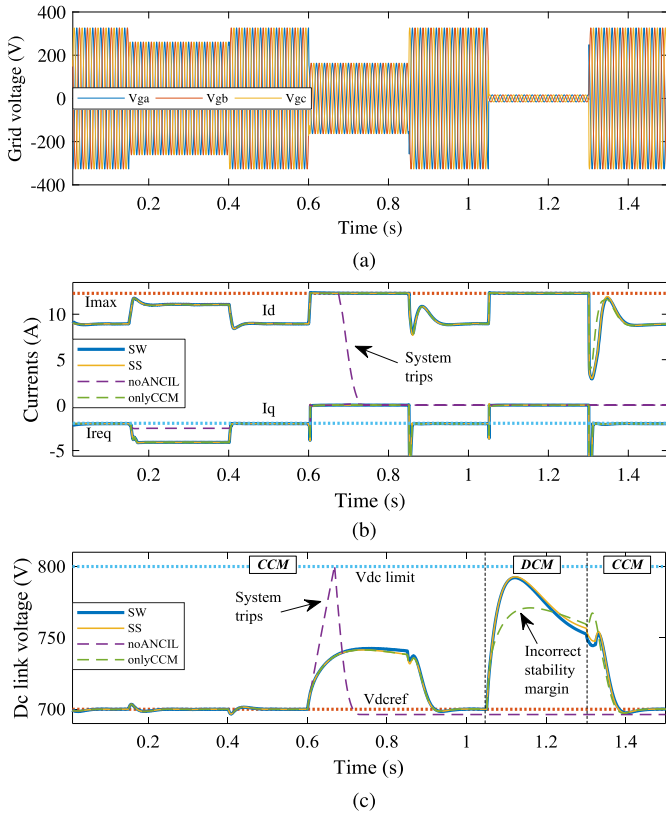 400
200
0
-200
-400
Grid voltage (V)
Vga Vgb Vgc
0.2 0.4 0.6 0.8 1 1.2 1.4
Time (s)
(a)
10
5
0
-5
Currents (A)
Imax
Id
SW
SS
noANCIL
onlyCCM
System
trips
Iq
Ireq
0.2 0.4 0.6 0.8 1 1.2 1.4
Time (s)
(b)
800
750
700
Dc link voltage (V)
CCM
DCM
CCM
Vdc limit
System
trips
SW
SS
noANCIL
onlyCCM
Incorrect
stability
margin
Vdcref
0.2 0.4 0.6 0.8 1 1.2 1.4
Time (s)
(c)